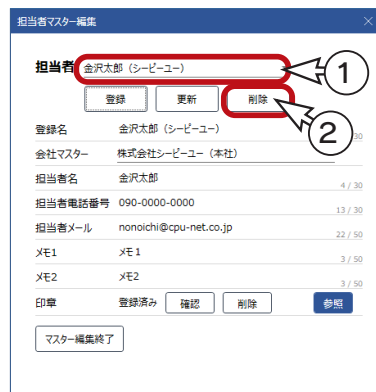 担当者マスター編集 ×
担当者 金沢太郎（シーピーユー） 1
登録 更新 削除
2
登録名 金沢太郎（シーピーユー） 30
会社マスター 株式会社シーピーユー（本社）
担当者名 金沢太郎
4 / 30
担当者電話番号 090-0000-0000
13 / 30
担当者メール nonoichi@cpu-net.co.jp
22 / 50
メモ1 メモ1
3 / 50
メモ2 メモ2
3 / 50
印章 登録済み 確認 削除 参照
マスター編集終了